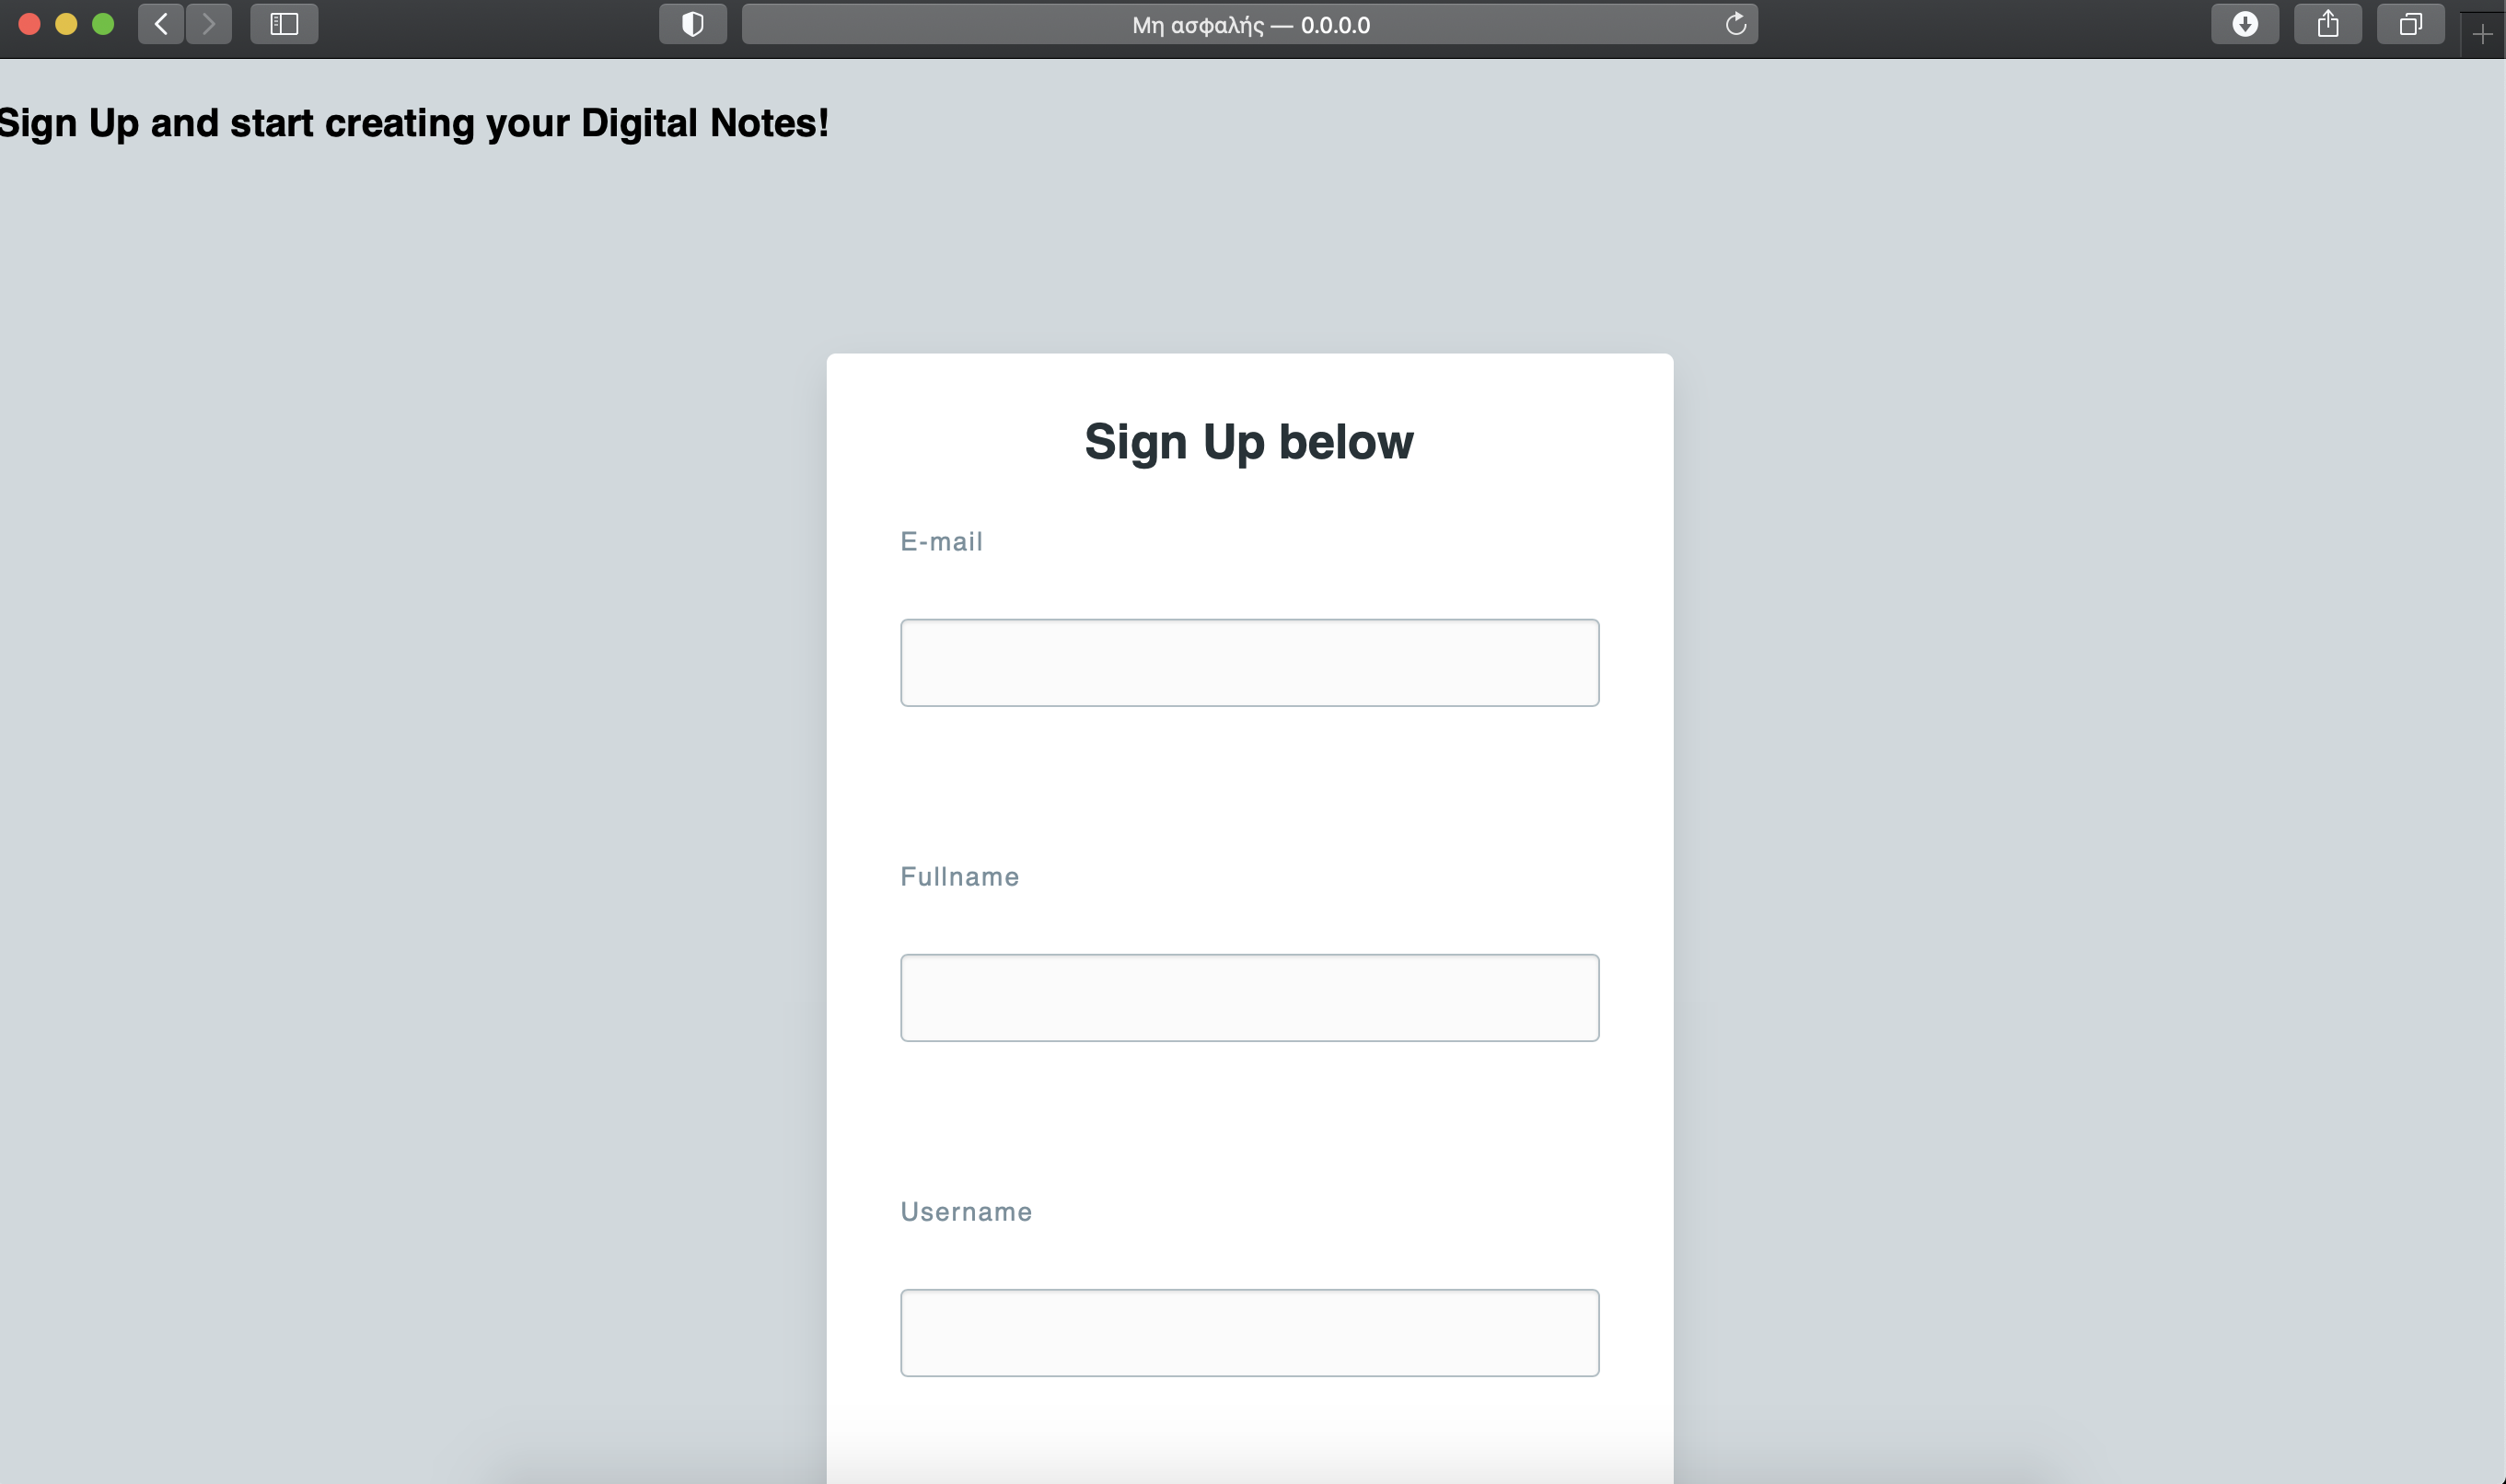 Μη ασφαλής — 0.0.0.0
Sign Up and start creating your Digital Notes!
Sign Up below
E-mail
Fullname
Username